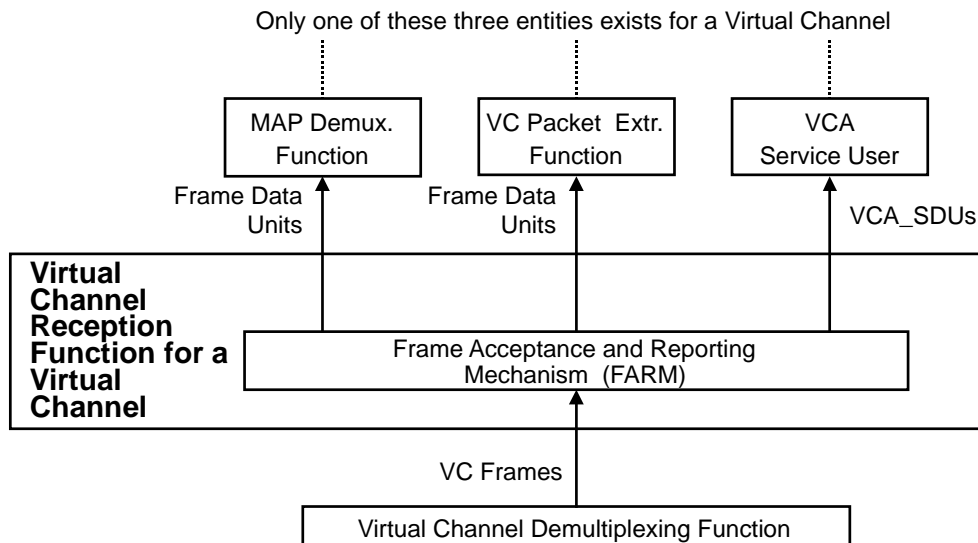 Only one of these three entities exists for a Virtual Channel
MAP Demux.
Function
VC Packet Extr.
Function
VCA
Service User
Frame Data
Units
Frame Data
Units
VCA_SDUs
Virtual
Channel
Reception
Function for a
Virtual
Channel
Frame Acceptance and Reporting
Mechanism (FARM)
VC Frames
Virtual Channel Demultiplexing Function